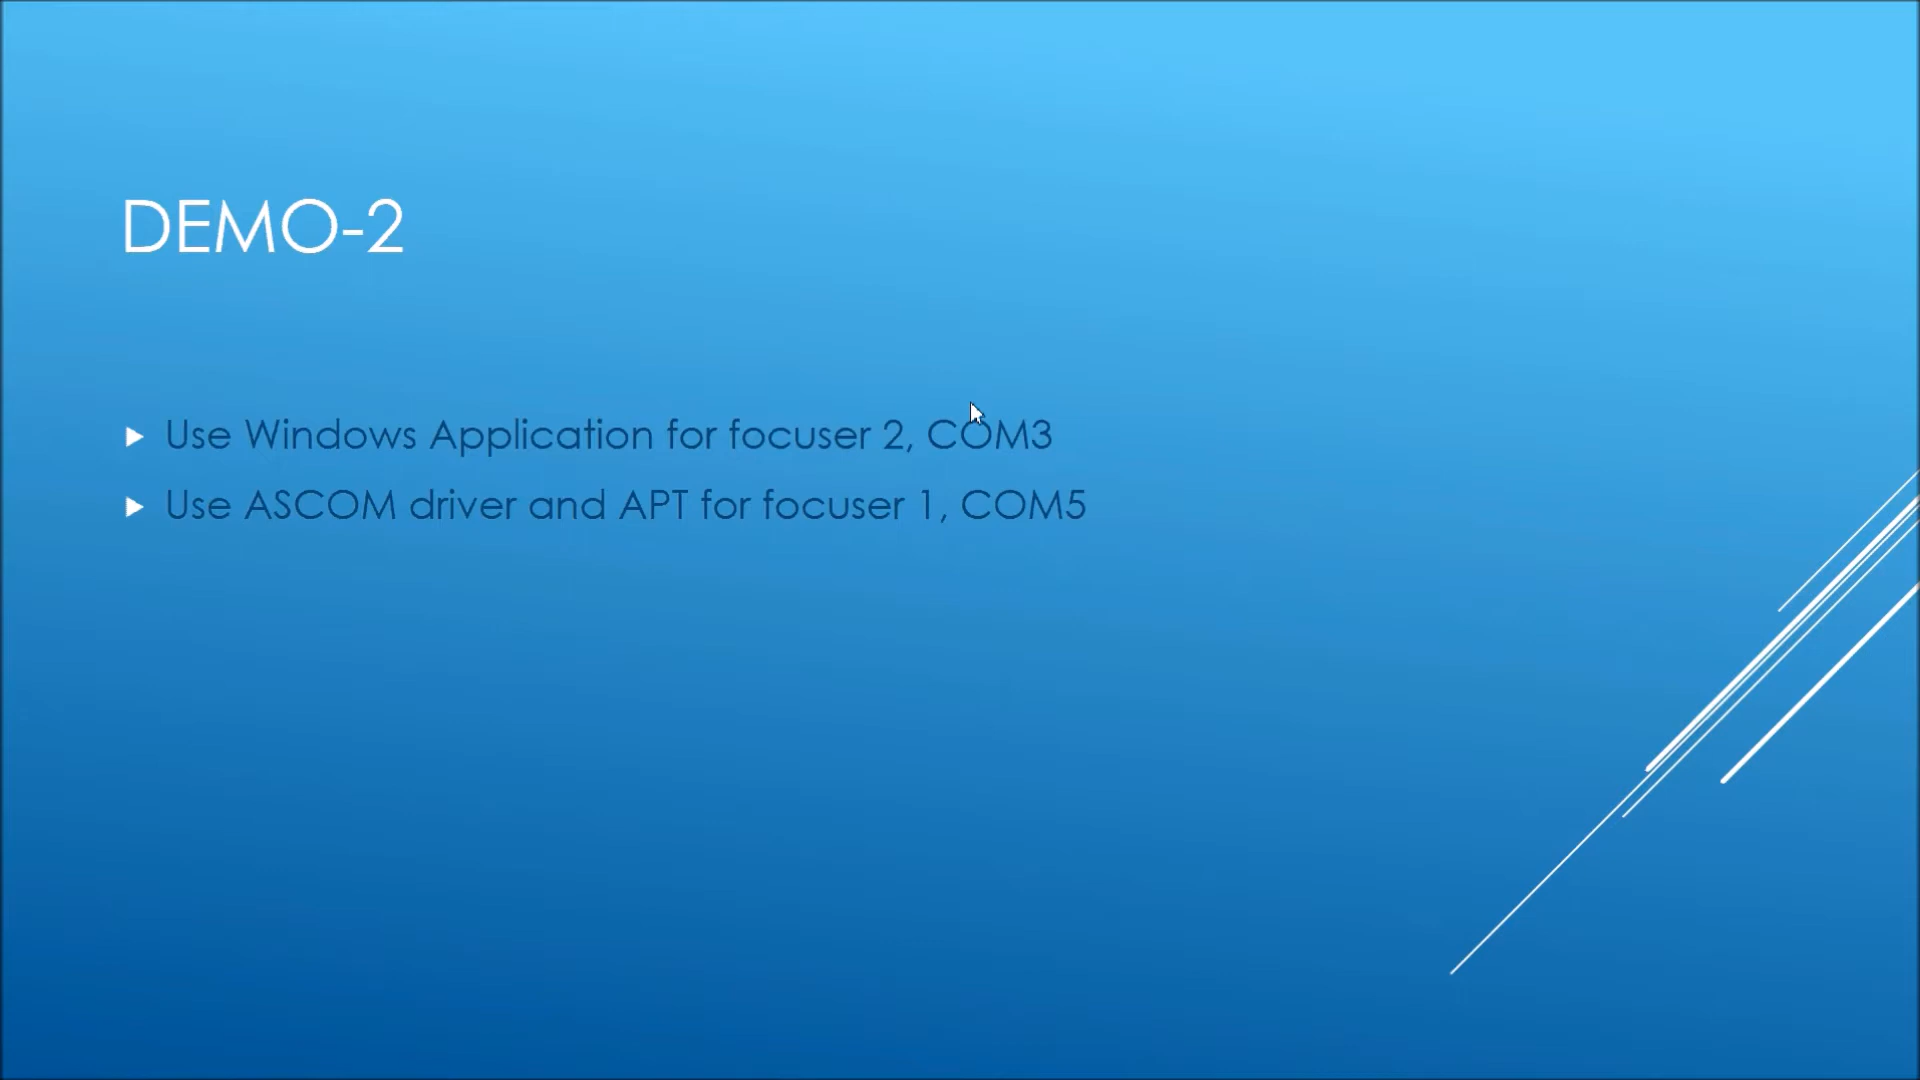 DEMO-2
Use Windows Application for focuser 2, COM3
Use ASCOM driver and APT for focuser 1, COM5